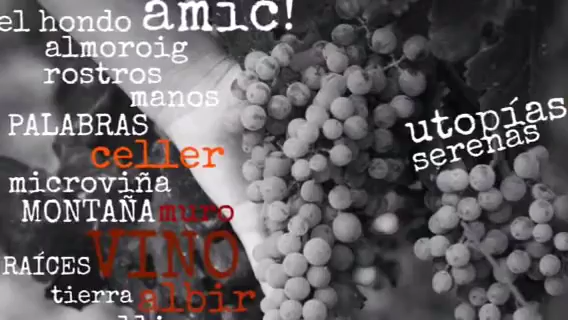 el hondo amic!
almoroig
rostros
manos
PALABRAS
celler
microviña
MONTAÑA muro
RAÍCES VINO
tierra albir
utopías
serenas